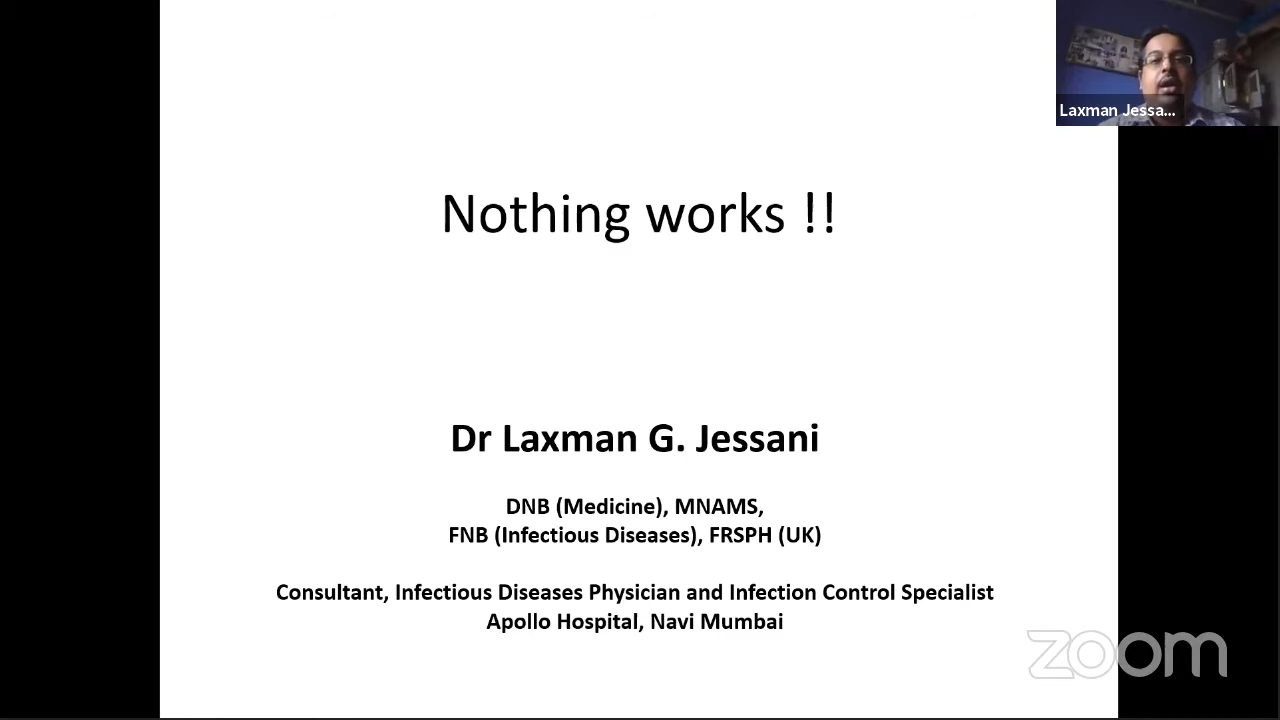 Laxman Jessa...
Nothing works !!
Dr Laxman G. Jessani
DNB (Medicine), MNAMS,
FNB (Infectious Diseases), FRSPH (UK)
Consultant, Infectious Diseases Physician and Infection Control Specialist
Apollo Hospital, Navi Mumbai
zoom